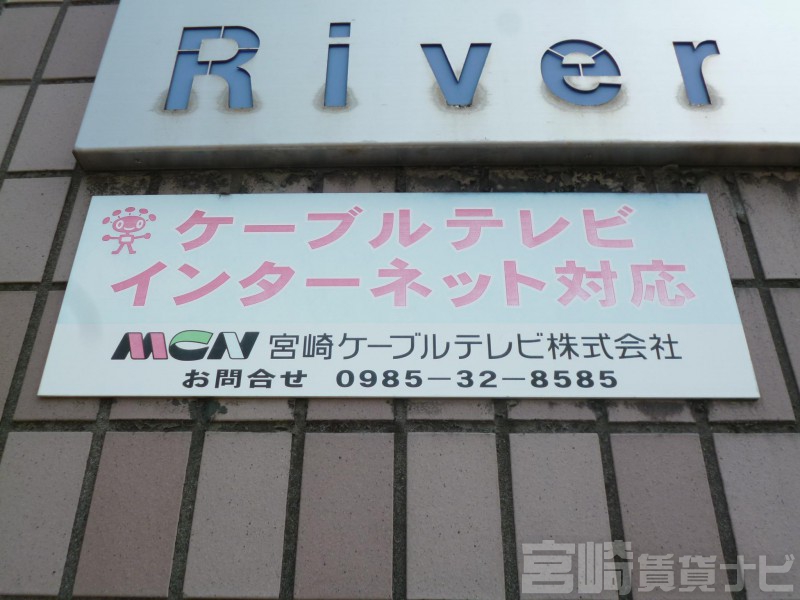 River
ケーブルテレビ
インターネット対応
MCN 宮崎ケーブルテレビ株式会社
お問合せ 0985-32-8585
宮崎賃貸ナビ